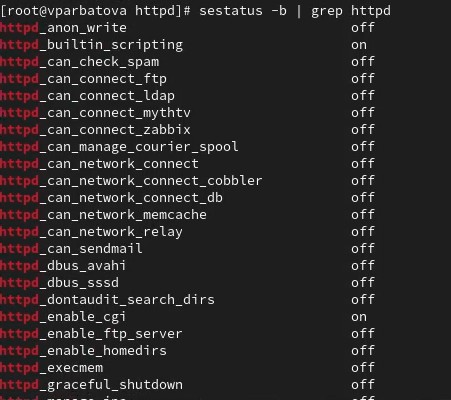 [root@vparbatova httpd]# sestatus -b | grep httpd
httpd_anon_write off
httpd_builtin_scripting on
httpd_can_check_spam off
httpd_can_connect_ftp off
httpd_can_connect_ldap off
httpd_can_connect_mythtv off
httpd_can_connect_zabbix off
httpd_can_manage_courier_spool off
httpd_can_network_connect off
httpd_can_network_connect_cobbler off
httpd_can_network_connect_db off
httpd_can_network_memcache off
httpd_can_network_relay off
httpd_can_sendmail off
httpd_dbus_avahi off
httpd_dbus_sssd off
httpd_dontaudit_search_dirs off
httpd_enable_cgi on
httpd_enable_ftp_server off
httpd_enable_homedirs off
httpd_execmem off
httpd_graceful_shutdown off